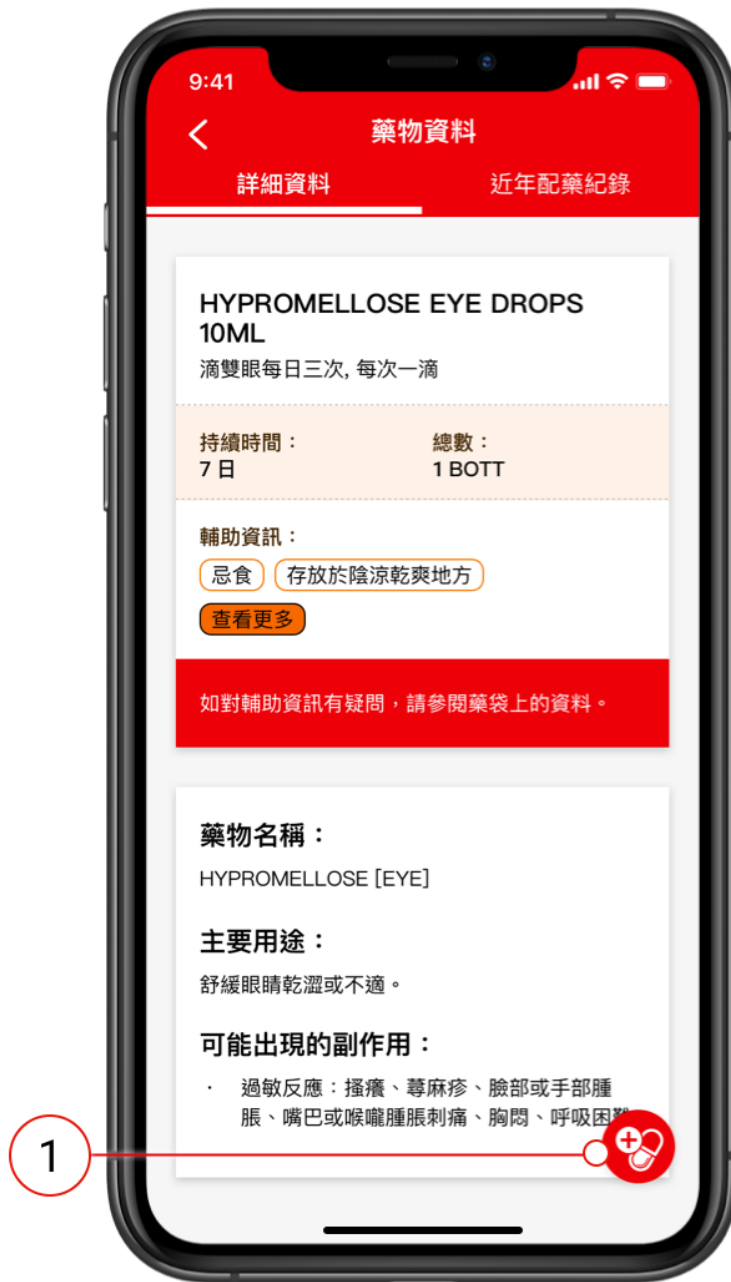 9:41
藥物資料
詳細資料
近年配藥紀錄
HYPROMELLOSE EYE DROPS
10ML
滴雙眼每日三次, 每次一滴
持續時間：
總數：
7 日
1 BOTT
輔助資訊：
忌食
存放於陰涼乾爽地方
查看更多
如對輔助資訊有疑問，請參閱藥袋上的資料。
藥物名稱：
HYPROMELLOSE [EYE]
主要用途：
舒緩眼睛乾澀或不適。
可能出現的副作用：
· 過敏反應：搔癢、蕁麻疹、臉部或手部腫
脹、嘴巴或喉嚨腫脹刺痛、胸悶、呼吸困難
1